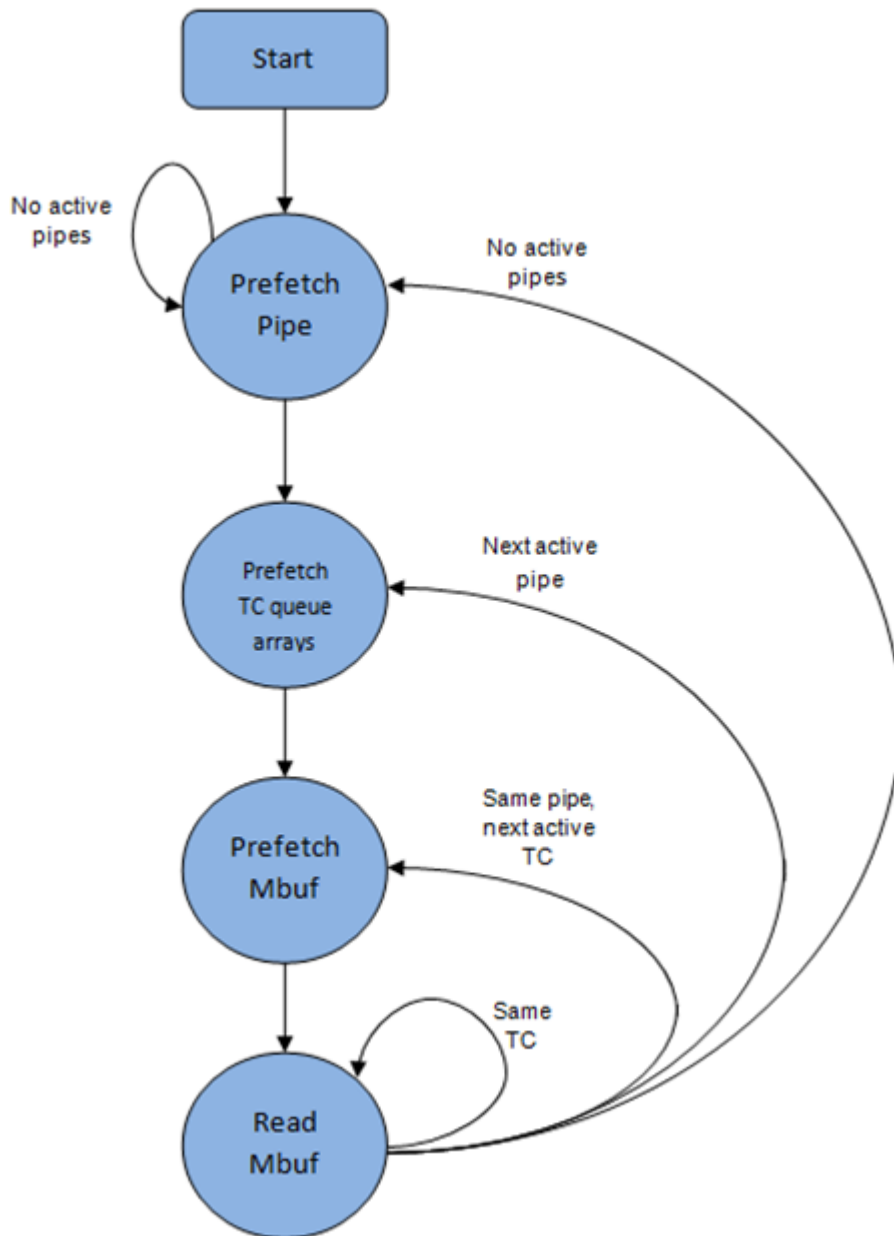 Start
No active
pipes
No active
pipes
Prefetch
Pipe
Next active
pipe
Prefetch
TC queue
arrays
Same pipe,
next active
TC
Prefetch
Mbuf
Same
TC
Read
Mbuf